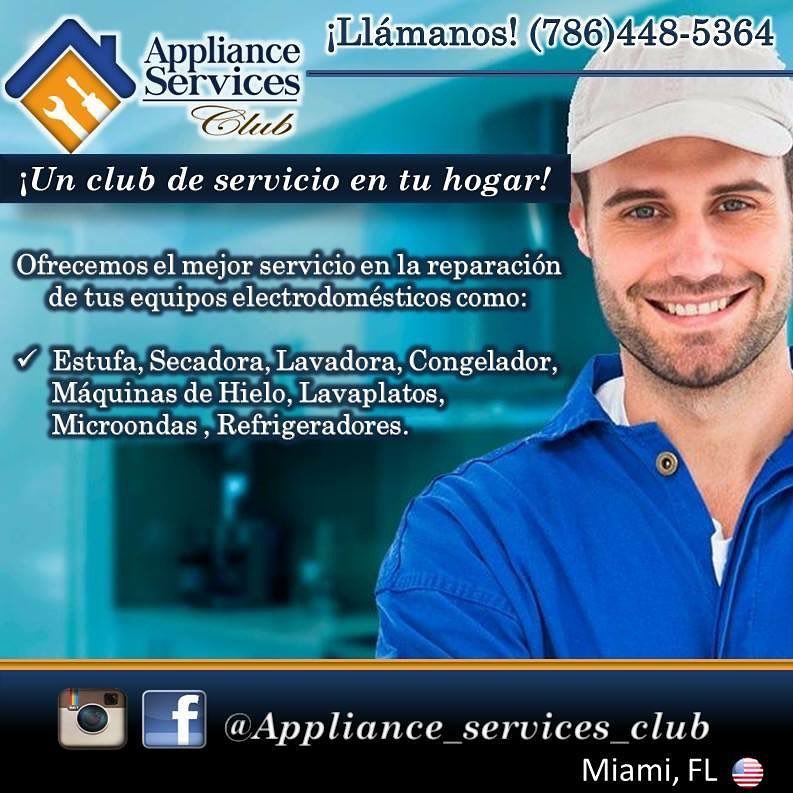 Appliance
Services
Club
¡Llámanos! (786)448-5364
¡Un club de servicio en tu hogar!
Ofrecemos el mejor servicio en la reparación
de tus equipos electrodomésticos como:
✓ Estufa, Secadora, Lavadora, Congelador,
Máquinas de Hielo, Lavaplatos,
Microondas , Refrigeradores.
@Appliance_services_club
Miami, FL